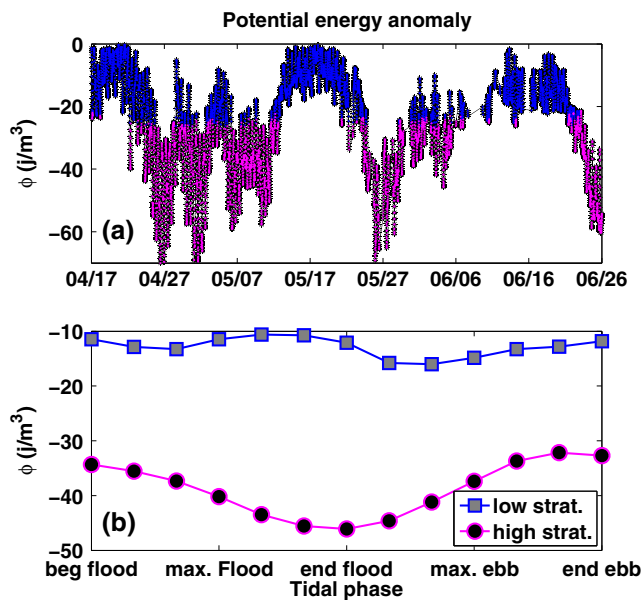 Potential energy anomaly
0
−20
−40
−60
ϕ (j/m³)
(a)
04/17 04/27 05/07 05/17 05/27 06/06 06/16 06/26
−10
−20
−30
−40
−50
ϕ (j/m³)
(b)
low strat.
high strat.
beg flood max. Flood end flood max. ebb end ebb
Tidal phase